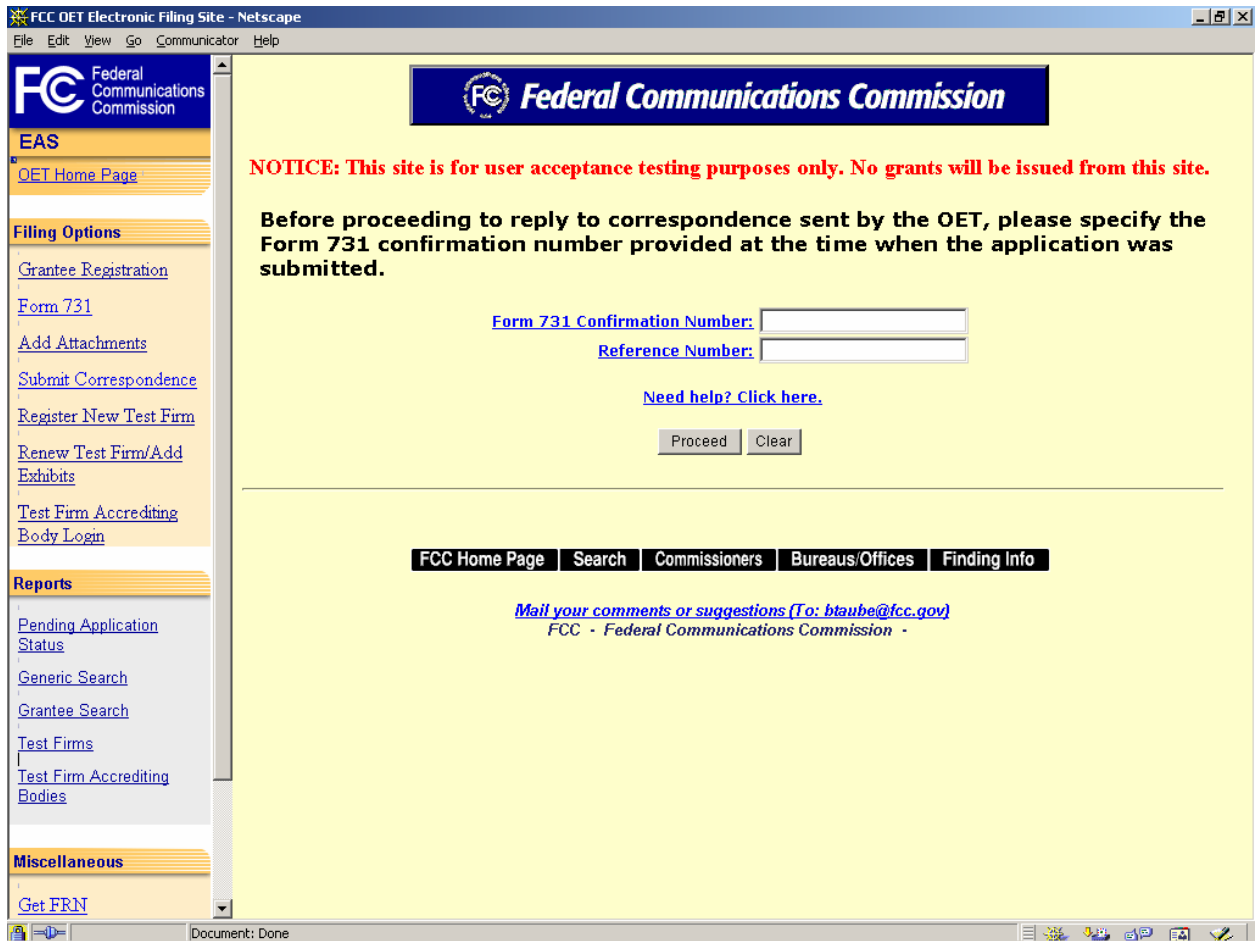 FCC OET Electronic Filing Site - Netscape
File Edit View Go Communicator Help
FCC Federal
Communications
Commission
EAS
OET Home Page
Filing Options
Grantee Registration
Form 731
Add Attachments
Submit Correspondence
Register New Test Firm
Renew Test Firm/Add
Exhibits
Test Firm Accrediting
Body Login
Reports
Pending Application
Status
Generic Search
Grantee Search
Test Firms
Test Firm Accrediting
Bodies
Miscellaneous
Get FRN
FCC Federal Communications Commission
NOTICE: This site is for user acceptance testing purposes only. No grants will be issued from this site.
Before proceeding to reply to correspondence sent by the OET, please specify the
Form 731 confirmation number provided at the time when the application was
submitted.
Form 731 Confirmation Number:
Reference Number:
Need help? Click here.
Proceed Clear
FCC Home Page Search Commissioners Bureaus/Offices Finding Info
Mail your comments or suggestions (To: btaube@fcc.gov)
FCC - Federal Communications Commission -
Document: Done